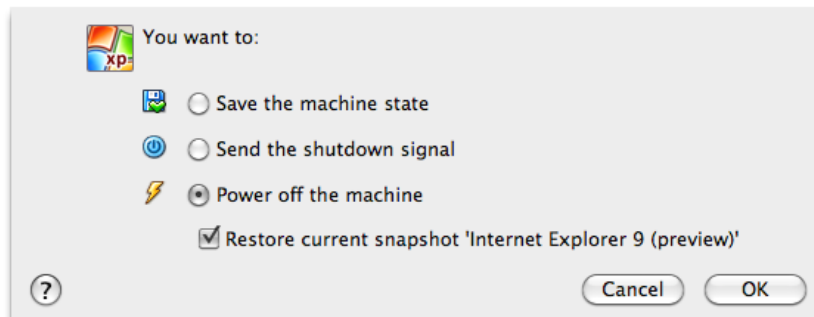 You want to:
xp
Save the machine state
Send the shutdown signal
Power off the machine
Restore current snapshot 'Internet Explorer 9 (preview)'
?
Cancel
OK